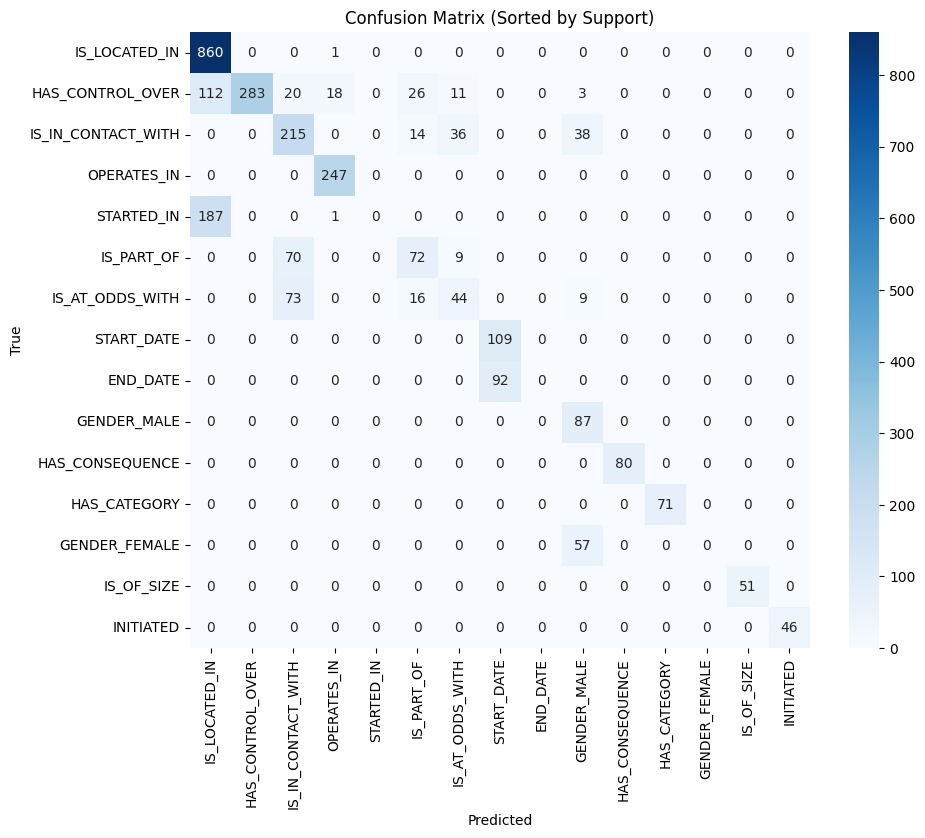 Confusion Matrix (Sorted by Support)
True
IS_LOCATED_IN 860 0 0 1 0 0 0 0 0 0 0 0 0 0 0
HAS_CONTROL_OVER 112 283 20 18 0 26 11 0 0 3 0 0 0 0 0
IS_IN_CONTACT_WITH 0 0 215 0 0 14 36 0 0 38 0 0 0 0 0
OPERATES_IN 0 0 0 247 0 0 0 0 0 0 0 0 0 0 0
STARTED_IN 187 0 0 1 0 0 0 0 0 0 0 0 0 0 0
IS_PART_OF 0 0 70 0 0 72 9 0 0 0 0 0 0 0 0
IS_AT_ODDS_WITH 0 0 73 0 0 16 44 0 0 9 0 0 0 0 0
START_DATE 0 0 0 0 0 0 0 109 0 0 0 0 0 0 0
END_DATE 0 0 0 0 0 0 0 92 0 0 0 0 0 0 0
GENDER_MALE 0 0 0 0 0 0 0 0 0 87 0 0 0 0 0
HAS_CONSEQUENCE 0 0 0 0 0 0 0 0 0 0 80 0 0 0 0
HAS_CATEGORY 0 0 0 0 0 0 0 0 0 0 0 71 0 0 0
GENDER_FEMALE 0 0 0 0 0 0 0 0 0 57 0 0 0 0 0
IS_OF_SIZE 0 0 0 0 0 0 0 0 0 0 0 0 0 51 0
INITIATED 0 0 0 0 0 0 0 0 0 0 0 0 0 0 46
IS_LOCATED_IN
HAS_CONTROL_OVER
IS_IN_CONTACT_WITH
OPERATES_IN
STARTED_IN
IS_PART_OF
IS_AT_ODDS_WITH
START_DATE
END_DATE
GENDER_MALE
HAS_CONSEQUENCE
HAS_CATEGORY
GENDER_FEMALE
IS_OF_SIZE
INITIATED
Predicted
800
700
600
500
400
300
200
100
0